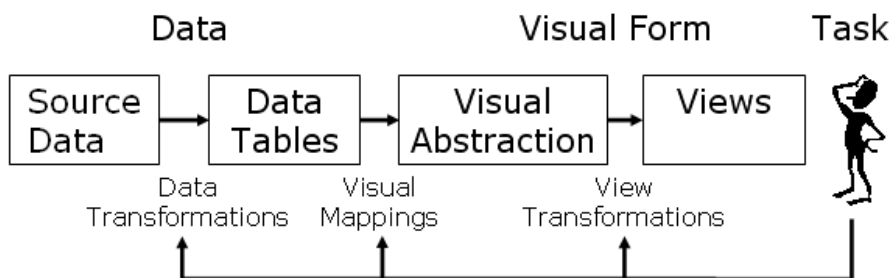 Data
Visual Form
Task
Source
Data
Data
Tables
Visual
Abstraction
Views
Data
Transformations
Visual
Mappings
View
Transformations